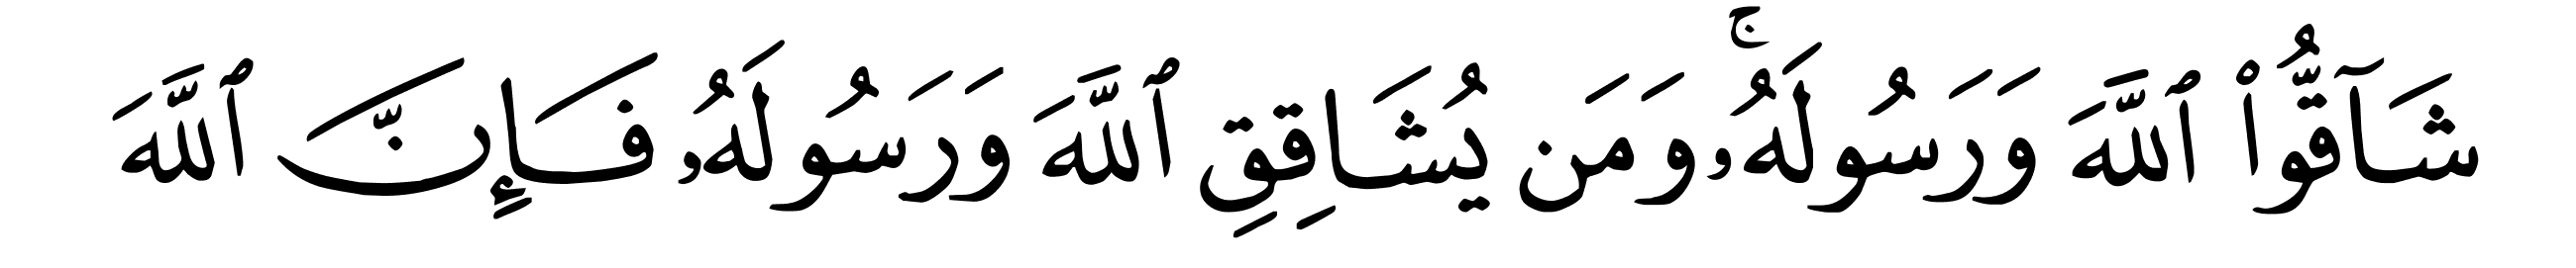 شَآقُّوا۟ ٱللَّهَ وَرَسُولَهُۥ ۚ وَمَن يُشَاقِقِ ٱللَّهَ وَرَسُولَهُۥ فَإِنَّ ٱللَّهَ